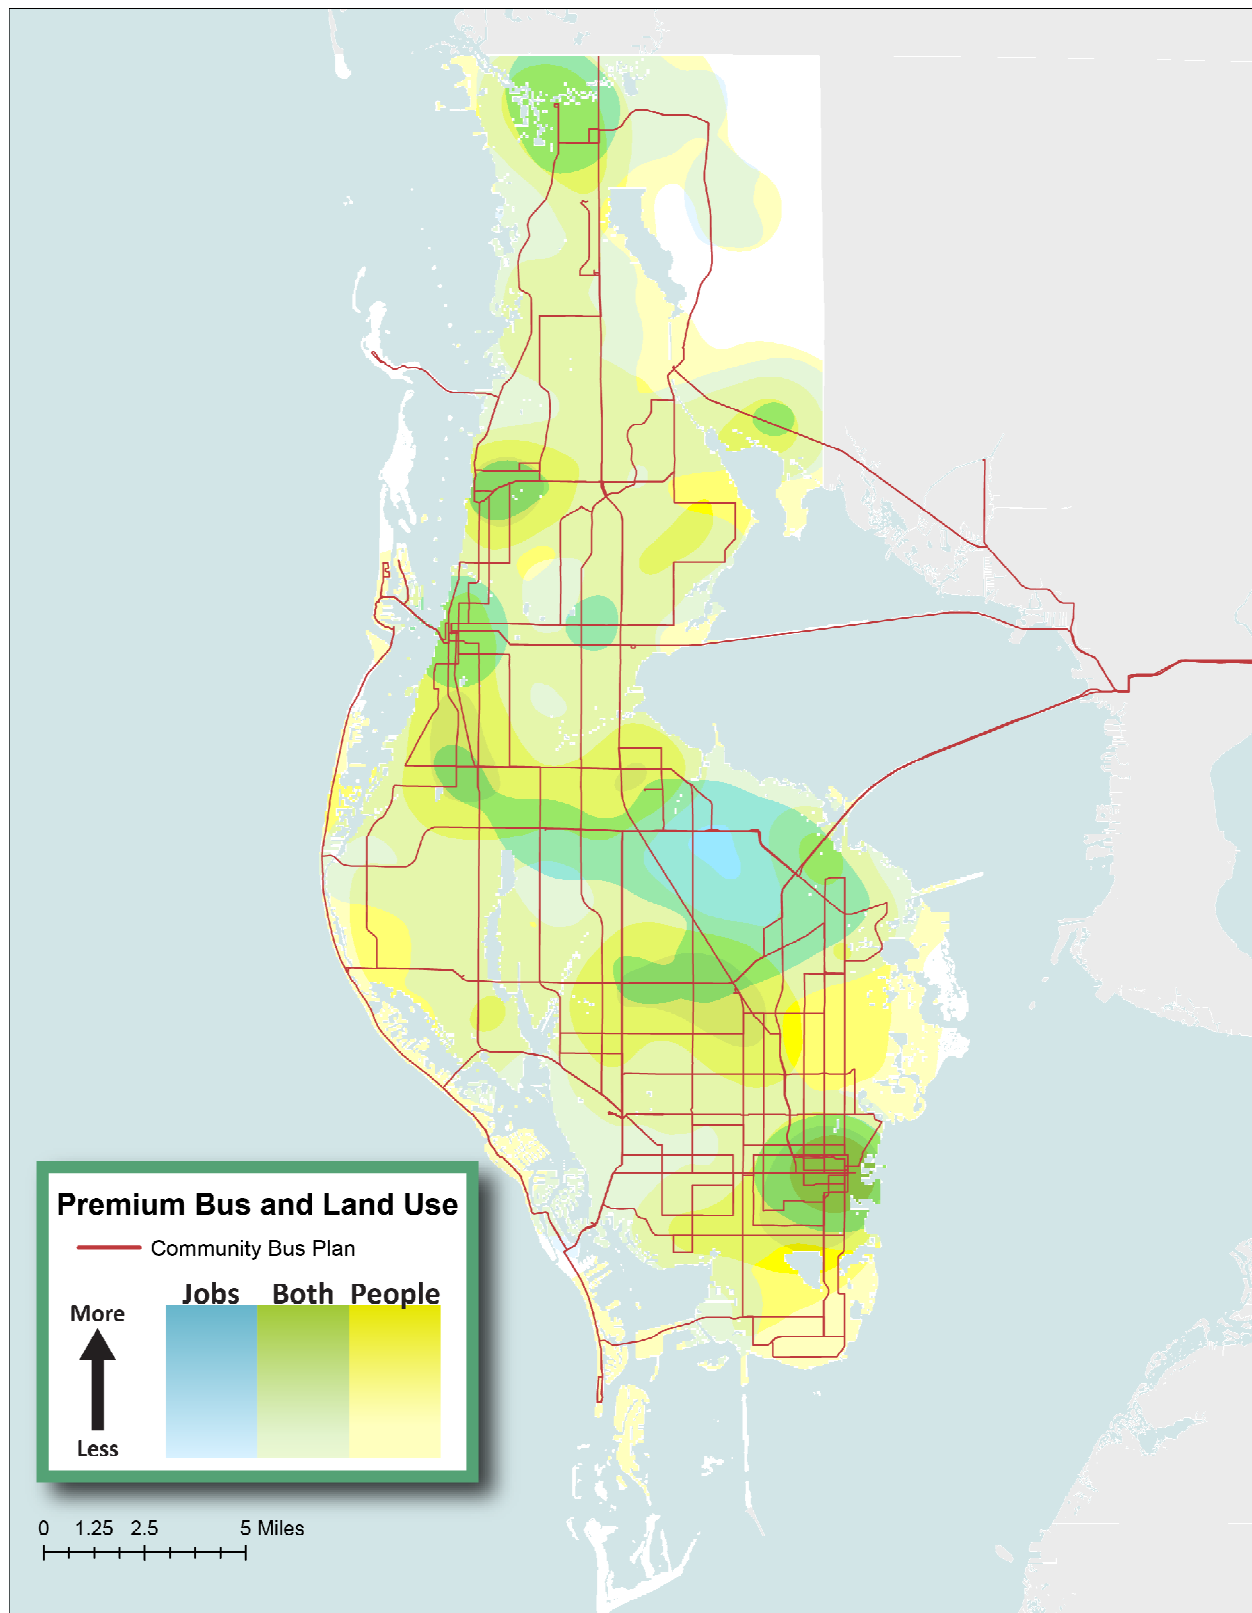 Premium Bus and Land Use
Community Bus Plan
Jobs Both People
More
Less
0 1.25 2.5 5 Miles